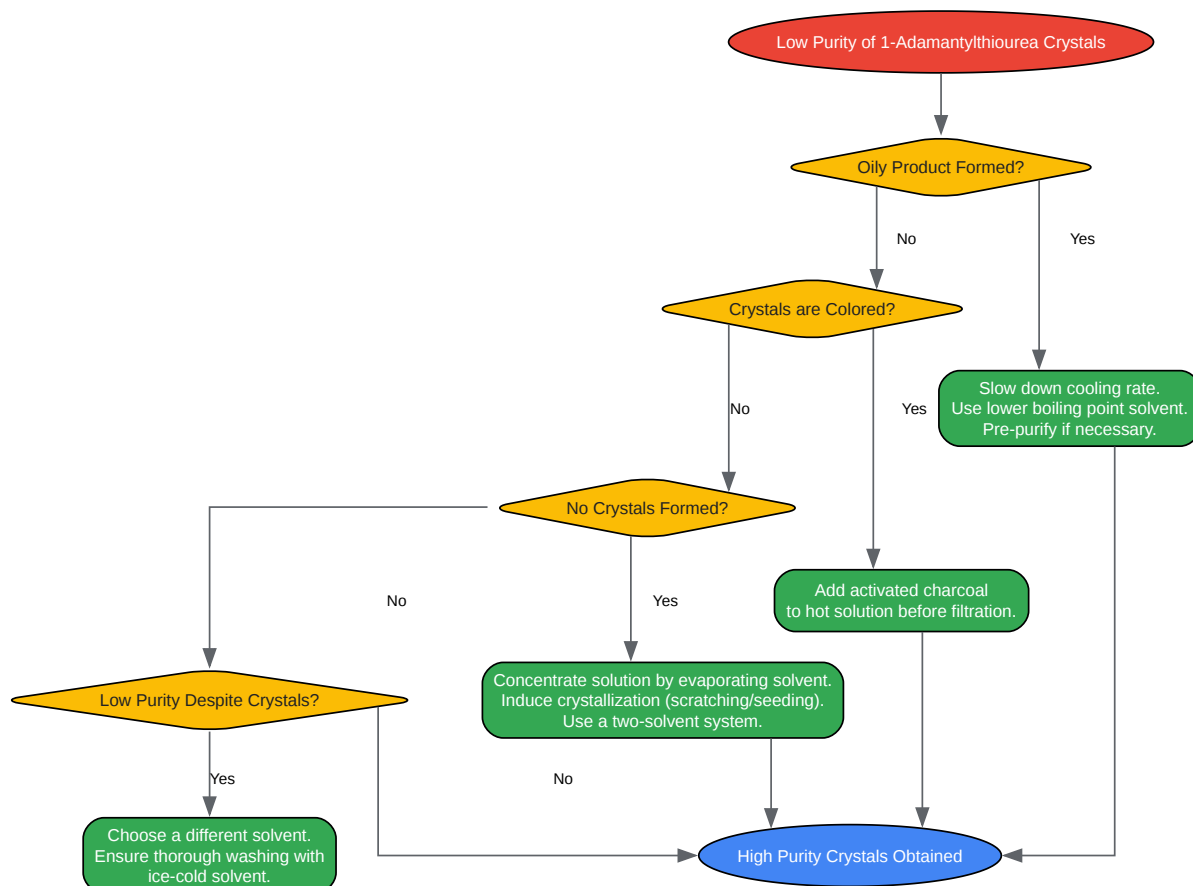 Low Purity of 1-Adamantylthiourea Crystals
Oily Product Formed?
No
Yes
Crystals are Colored?
Slow down cooling rate.
Use lower boiling point solvent.
Pre-purify if necessary.
No
Yes
No Crystals Formed?
Add activated charcoal
to hot solution before filtration.
No
Yes
Concentrate solution by evaporating solvent.
Induce crystallization (scratching/seeding).
Use a two-solvent system.
Low Purity Despite Crystals?
Yes
No
Choose a different solvent.
Ensure thorough washing with
ice-cold solvent.
High Purity Crystals Obtained